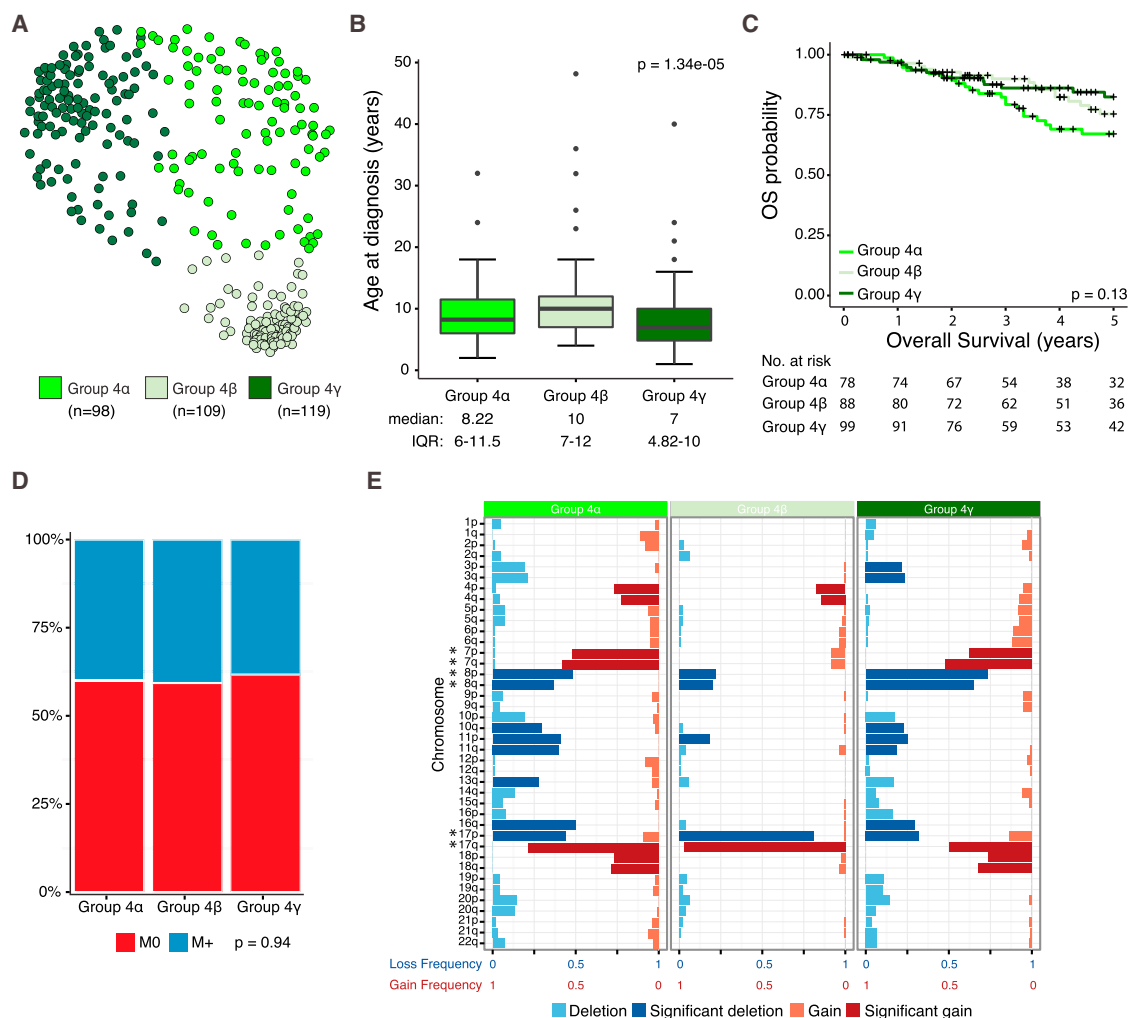 A
Group 4α
(n=98)
Group 4β
(n=109)
Group 4γ
(n=119)
B
Age at diagnosis (years)
50
40
30
20
10
0
p = 1.34e-05
Group 4α Group 4β Group 4γ
median: 8.22 10 7
IQR: 6-11.5 7-12 4.82-10
C
OS probability
1.00
0.75
0.50
0.25
0.00
Group 4α
Group 4β
Group 4γ
p = 0.13
0 1 2 3 4 5
Overall Survival (years)
No. at risk
Group 4α 78 74 67 54 38 32
Group 4β 88 80 72 62 51 36
Group 4γ 99 91 76 59 53 42
D
100%
75%
50%
25%
0%
Group 4α Group 4β Group 4γ
M0 M+ p = 0.94
E
Group 4α Group 4β Group 4γ
Chromosome
1p
1q
2p
2q
3p
3q
4p
4q
5p
5q
6p
6q
*7p
*7q
*8p
*8q
9p
9q
10p
10q
11p
11q
12p
12q
13q
14q
15q
16p
16q
*17p
*17q
18p
18q
19p
19q
20p
20q
21p
21q
22q
Loss Frequency 0 0.5 1 0 0.5 1 0 0.5 1
Gain Frequency 1 0.5 0 1 0.5 0 1 0.5 0
Deletion Significant deletion Gain Significant gain